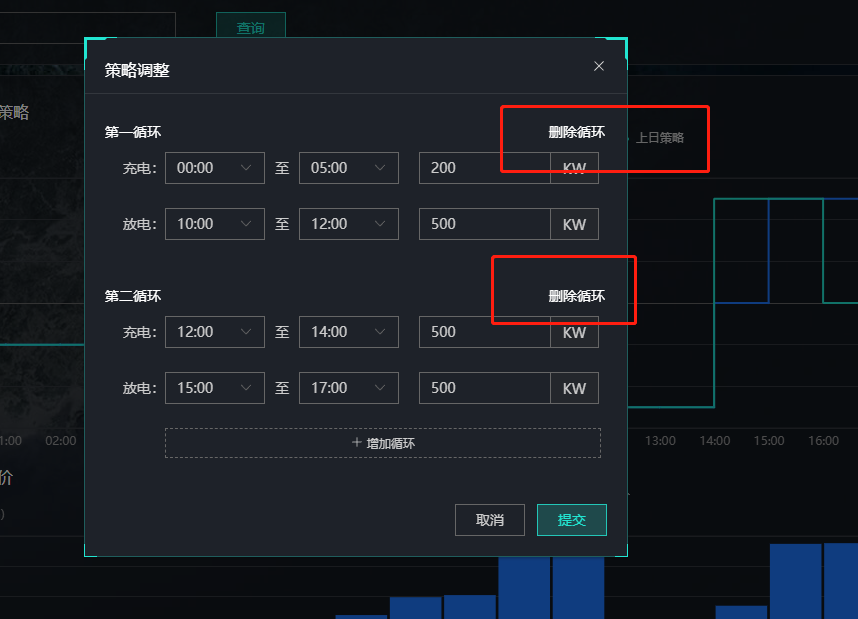 查询
策略调整
策略
第一循环 删除循环
上日策略
充电: 00:00 至 05:00 200 KW
放电: 10:00 至 12:00 500 KW
第二循环 删除循环
充电: 12:00 至 14:00 500 KW
放电: 15:00 至 17:00 500 KW
+ 增加循环
1:00 02:00 13:00 14:00 15:00 16:00
价
)
取消 提交